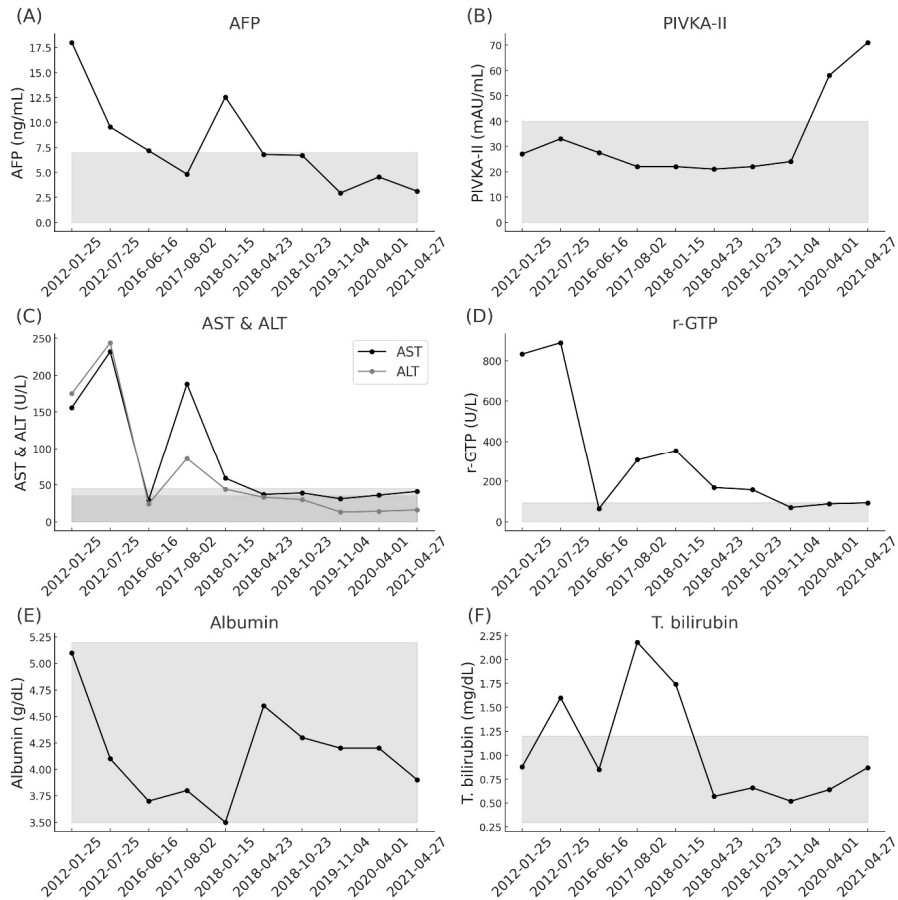 (A) AFP
AFP (ng/mL)
17.5
15.0
12.5
10.0
7.5
5.0
2.5
0.0
2012-01-25 2012-07-25 2016-06-16 2017-08-02 2018-01-15 2018-04-23 2018-10-23 2019-11-04 2020-04-01 2021-04-27
(B) PIVKA-II
PIVKA-II (mAU/mL)
70
60
50
40
30
20
10
0
2012-01-25 2012-07-25 2016-06-16 2017-08-02 2018-01-15 2018-04-23 2018-10-23 2019-11-04 2020-04-01 2021-04-27
(C) AST & ALT
AST & ALT (U/L)
250
200
150
100
50
0
AST
ALT
2012-01-25 2012-07-25 2016-06-16 2017-08-02 2018-01-15 2018-04-23 2018-10-23 2019-11-04 2020-04-01 2021-04-27
(D) r-GTP
r-GTP (U/L)
800
600
400
200
0
2012-01-25 2012-07-25 2016-06-16 2017-08-02 2018-01-15 2018-04-23 2018-10-23 2019-11-04 2020-04-01 2021-04-27
(E) Albumin
Albumin (g/dL)
5.25
5.00
4.75
4.50
4.25
4.00
3.75
3.50
2012-01-25 2012-07-25 2016-06-16 2017-08-02 2018-01-15 2018-04-23 2018-10-23 2019-11-04 2020-04-01 2021-04-27
(F) T. bilirubin
T. bilirubin (mg/dL)
2.25
2.00
1.75
1.50
1.25
1.00
0.75
0.50
0.25
2012-01-25 2012-07-25 2016-06-16 2017-08-02 2018-01-15 2018-04-23 2018-10-23 2019-11-04 2020-04-01 2021-04-27